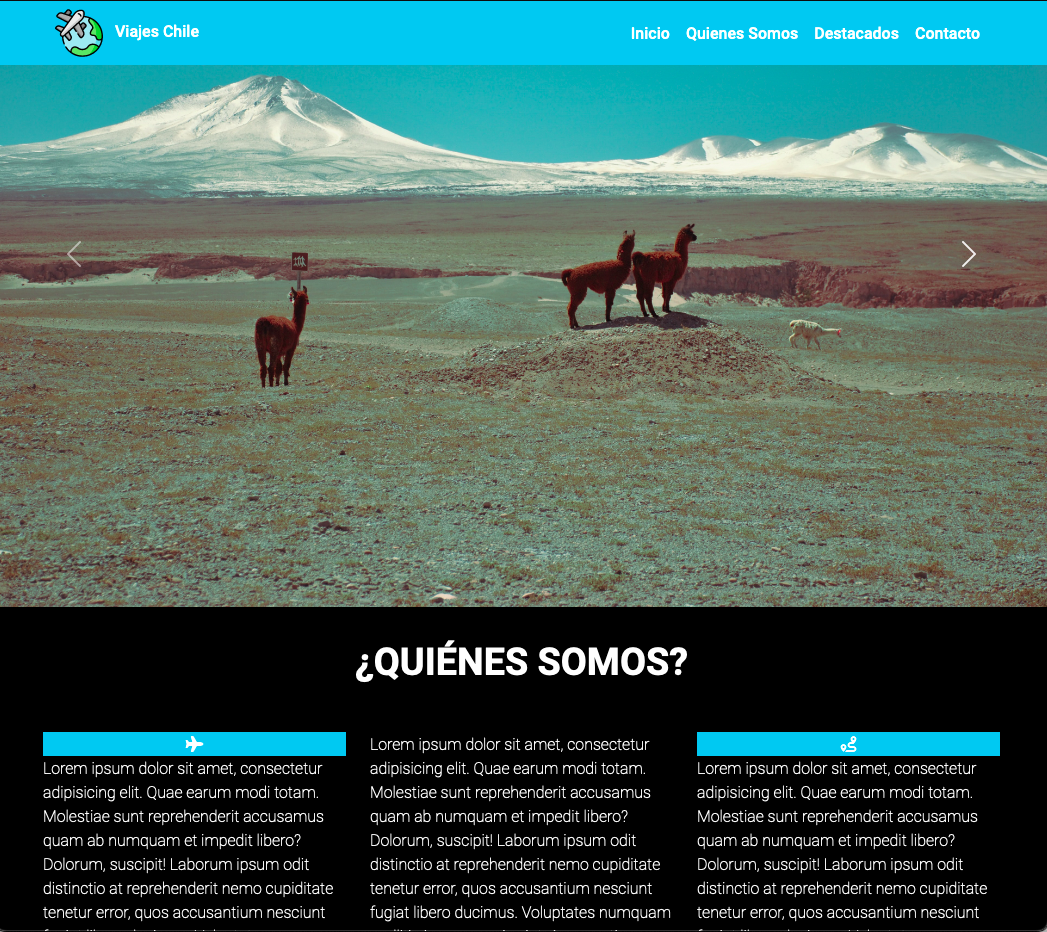 Viajes Chile
Inicio Quienes Somos Destacados Contacto
¿QUIÉNES SOMOS?
Lorem ipsum dolor sit amet, consectetur
adipisicing elit. Quae earum modi totam.
Molestiae sunt reprehenderit accusamus
quam ab numquam et impedit libero?
Dolorum, suscipit! Laborum ipsum odit
distinctio at reprehenderit nemo cupiditate
tenetur error, quos accusantium nesciunt
Lorem ipsum dolor sit amet, consectetur
adipisicing elit. Quae earum modi totam.
Molestiae sunt reprehenderit accusamus
quam ab numquam et impedit libero?
Dolorum, suscipit! Laborum ipsum odit
distinctio at reprehenderit nemo cupiditate
tenetur error, quos accusantium nesciunt
fugiat libero ducimus. Voluptates numquam
Lorem ipsum dolor sit amet, consectetur
adipisicing elit. Quae earum modi totam.
Molestiae sunt reprehenderit accusamus
quam ab numquam et impedit libero?
Dolorum, suscipit! Laborum ipsum odit
distinctio at reprehenderit nemo cupiditate
tenetur error, quos accusantium nesciunt